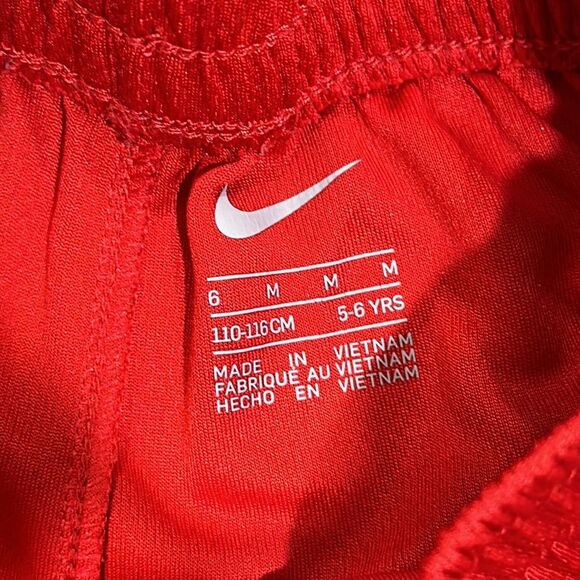 6 M M M
110-116CM 5-6 YRS
MADE IN VIETNAM
FABRIQUÉ AU VIETNAM
HECHO EN VIETNAM